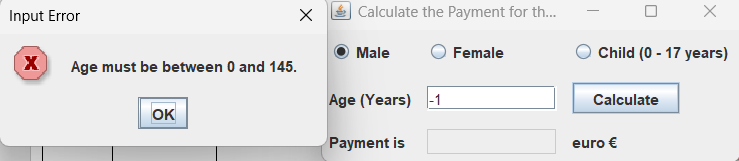 Input Error
Age must be between 0 and 145.
OK
Calculate the Payment for th...
Male Female Child (0 - 17 years)
Age (Years) -1 Calculate
Payment is euro €